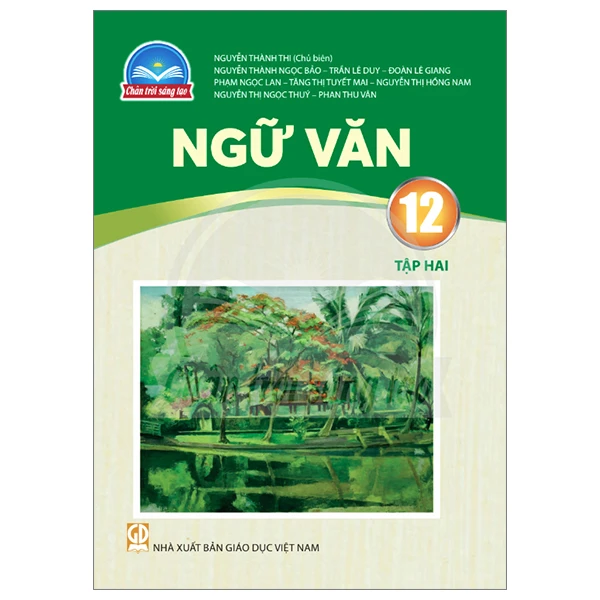 NGUYỄN THÀNH THI (Chủ biên)
NGUYỄN THÀNH NGỌC BẢO – TRẦN LÊ DUY – ĐOÀN LÊ GIANG
PHẠM NGỌC LAN – TĂNG THỊ TUYẾT MAI – NGUYỄN THỊ HỒNG NAM
NGUYỄN THỊ NGỌC THUÝ – PHAN THU VÂN
Chân trời sáng tạo
NGỮ VĂN
12
TẬP HAI
GD
NHÀ XUẤT BẢN GIÁO DỤC VIỆT NAM